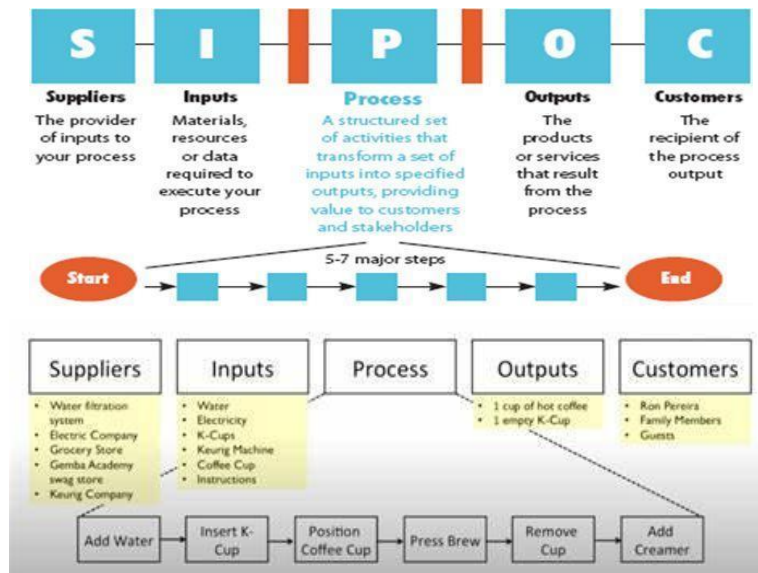 S I P O C
Suppliers
The provider
of inputs to
your process
Inputs
Materials,
resources
or data
required to
execute your
process
Process
A structured set
of activities that
transform a set of
inputs into specified
outputs, providing
value to customers
and stakeholders
Outputs
The
products
or services
that result
from the
process
Customers
The
recipient
of the
process
output
5-7 major steps
Start
End
Suppliers
• Water filtration
system
• Electric Company
• Grocery Store
• Gemba Academy
swag store
• Keurig Company
Inputs
• Water
• Electricity
• K-Cups
• Keurig Machine
• Coffee Cup
• Instructions
Process
Outputs
• 1 cup of hot coffee
• 1 empty K-Cup
Customers
• Ron Pereira
• Family Members
• Guests
Add Water
Insert K-
Cup
Position
Coffee Cup
Press Brew
Remove
Cup
Add
Creamer